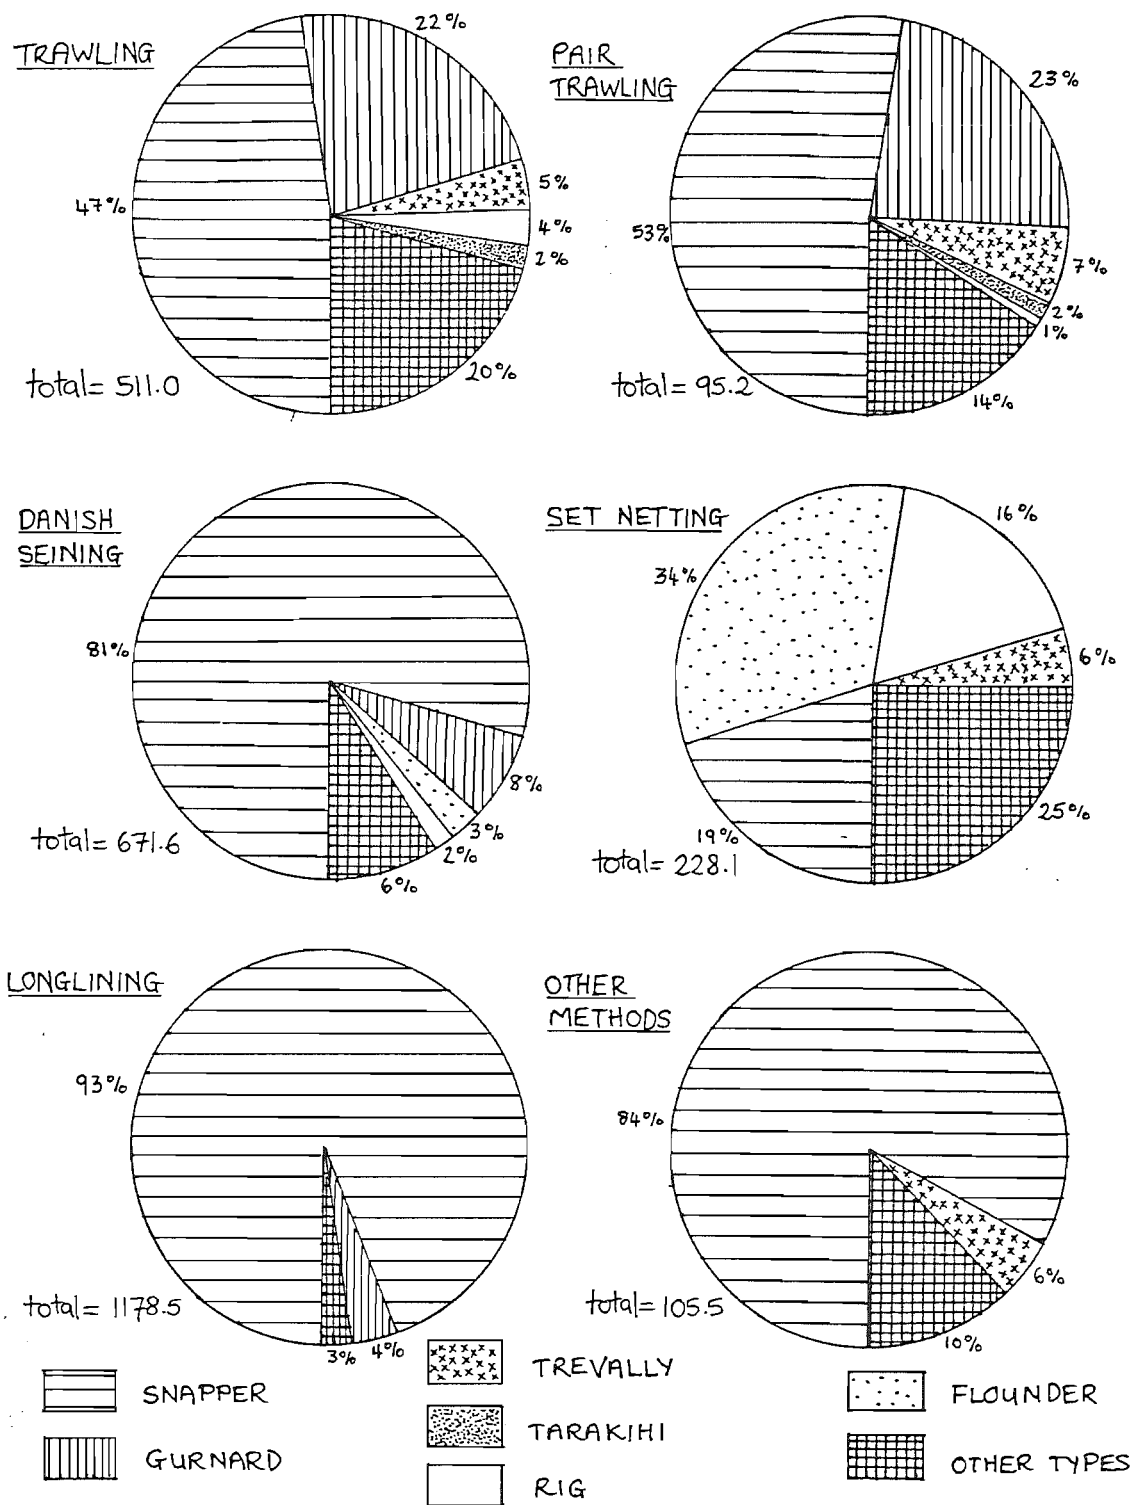 TRAWLING
22%
5%
4%
2%
20%
47%
total= 511.0
PAIR
TRAWLING
23%
7%
2%
1%
14%
53%
total= 95.2
DANISH
SEINING
81%
8%
3%
2%
6%
total= 671.6
SET NETTING
16%
6%
25%
19%
34%
total= 228.1
LONGLINING
93%
4%
3%
total= 1178.5
OTHER
METHODS
84%
6%
10%
total= 105.5
SNAPPER
GURNARD
TREVALLY
TARAKIHI
RIG
FLOUNDER
OTHER TYPES